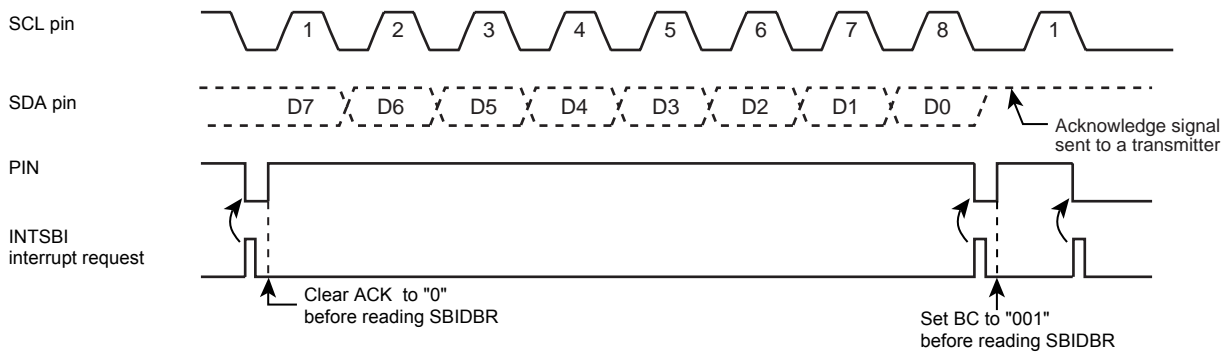 SCL pin
1 2 3 4 5 6 7 8 1
SDA pin
D7 D6 D5 D4 D3 D2 D1 D0
Acknowledge signal
sent to a transmitter
PIN
INTSBI
interrupt request
Clear ACK to "0"
before reading SBIDBR
Set BC to "001"
before reading SBIDBR